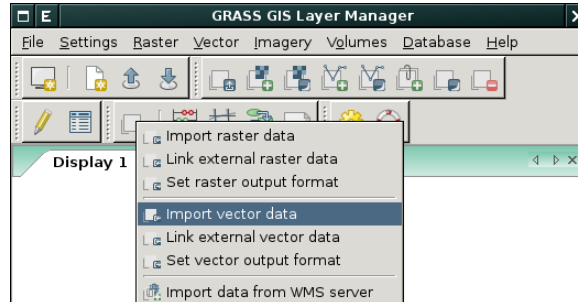 GRASS GIS Layer Manager
File Settings Raster Vector Imagery Volumes Database Help
Display 1
Import raster data
Link external raster data
Set raster output format
Import vector data
Link external vector data
Set vector output format
Import data from WMS server